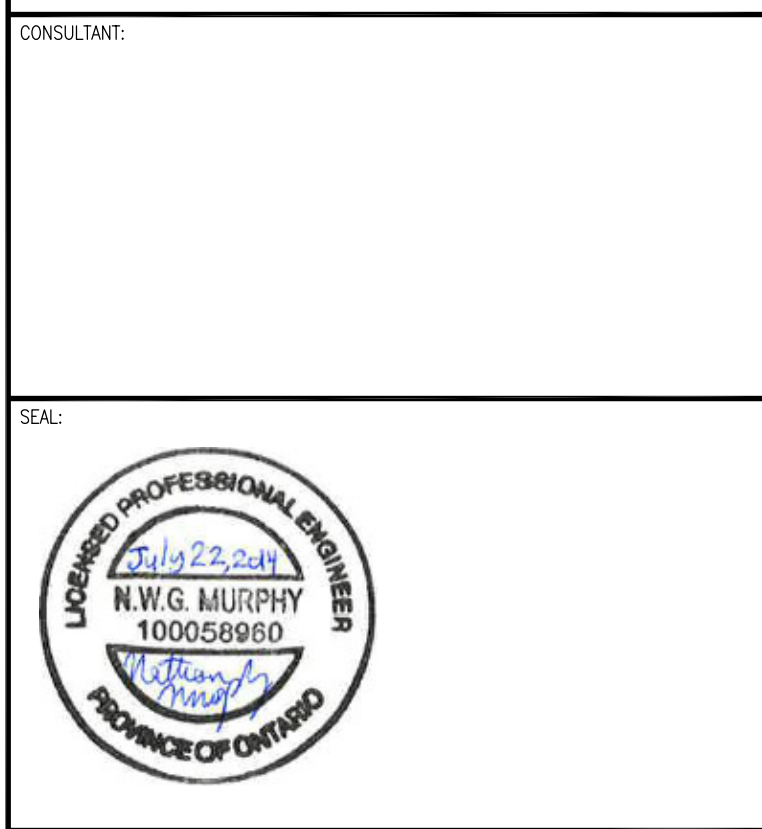 CONSULTANT:
SEAL:
LICENSED PROFESSIONAL ENGINEER
July 22, 2014
N.W.G. MURPHY
100058960
PROVINCE OF ONTARIO